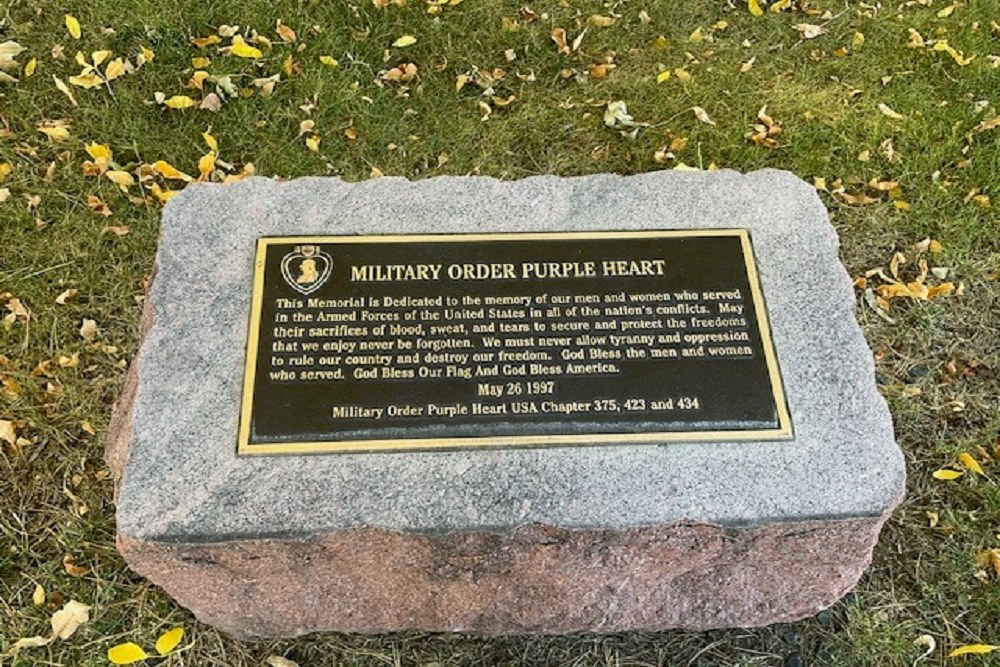 MILITARY ORDER PURPLE HEART
This Memorial is Dedicated to the memory of our men and women who served
in the Armed Forces of the United States in all of the nation's conflicts. May
their sacrifices of blood, sweat, and tears to secure and protect the freedoms
that we enjoy never be forgotten. We must never allow tyranny and oppression
to rule our country and destroy our freedom. God Bless the men and women
who served. God Bless Our Flag And God Bless America.
May 26 1997
Military Order Purple Heart USA Chapter 375, 423 and 434